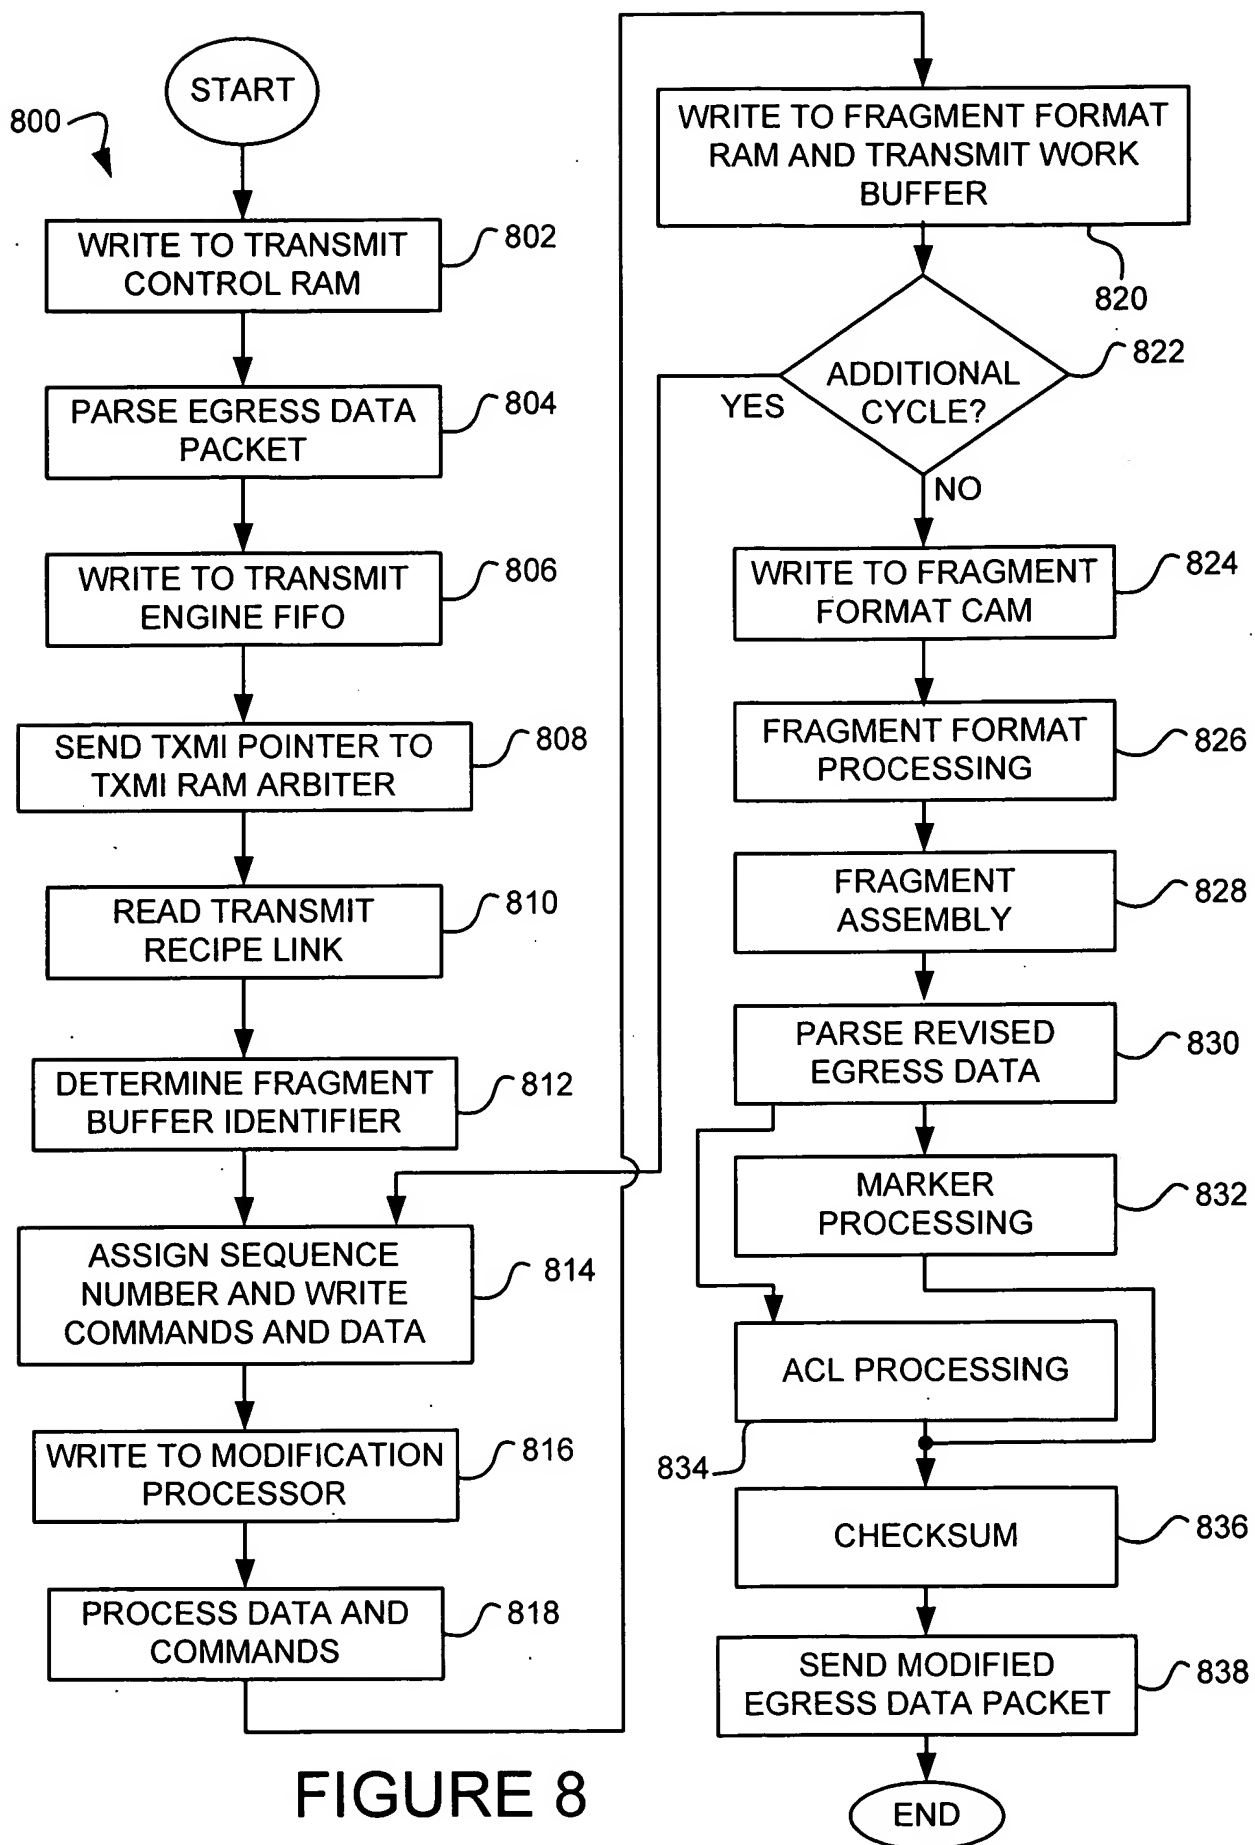 START
800
WRITE TO TRANSMIT
CONTROL RAM
802
PARSE EGRESS DATA
PACKET
804
WRITE TO TRANSMIT
ENGINE FIFO
806
SEND TXMI POINTER TO
TXMI RAM ARBITER
808
READ TRANSMIT
RECIPE LINK
810
DETERMINE FRAGMENT
BUFFER IDENTIFIER
812
ASSIGN SEQUENCE
NUMBER AND WRITE
COMMANDS AND DATA
814
WRITE TO MODIFICATION
PROCESSOR
816
PROCESS DATA AND
COMMANDS
818
WRITE TO FRAGMENT FORMAT
RAM AND TRANSMIT WORK
BUFFER
820
ADDITIONAL
CYCLE?
822
YES
NO
WRITE TO FRAGMENT
FORMAT CAM
824
FRAGMENT FORMAT
PROCESSING
826
FRAGMENT
ASSEMBLY
828
PARSE REVISED
EGRESS DATA
830
MARKER
PROCESSING
832
ACL PROCESSING
834
CHECKSUM
836
SEND MODIFIED
EGRESS DATA PACKET
838
END
FIGURE 8